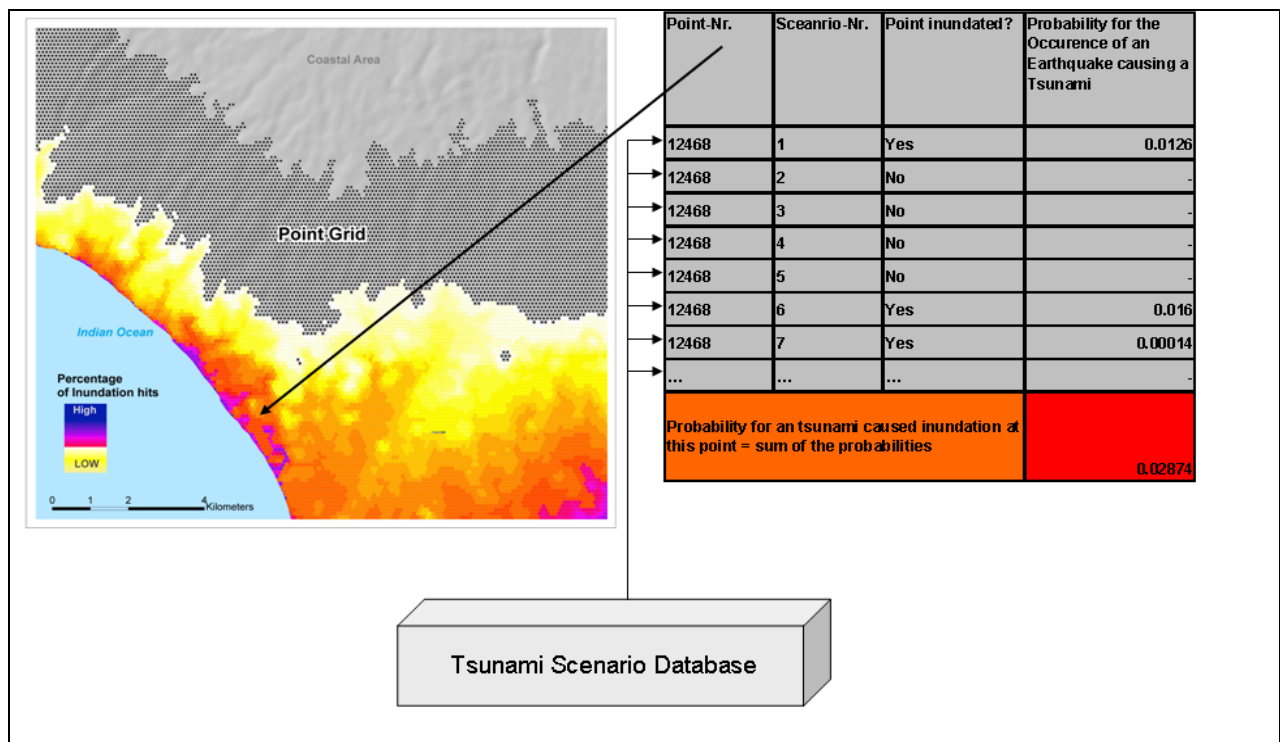 Coastal Area
Point Grid
Indian Ocean
Percentage
of Inundation hits
High
LOW
0 1 2 4
Kilometers
Point-Nr. Sceanrio-Nr. Point inundated? Probability for the
Occurence of an
Earthquake causing a
Tsunami
12468 1 Yes 0.0126
12468 2 No -
12468 3 No -
12468 4 No -
12468 5 No -
12468 6 Yes 0.016
12468 7 Yes 0.00014
... ... ... -
Probability for an tsunami caused inundation at
this point = sum of the probabilities
0.02874
Tsunami Scenario Database